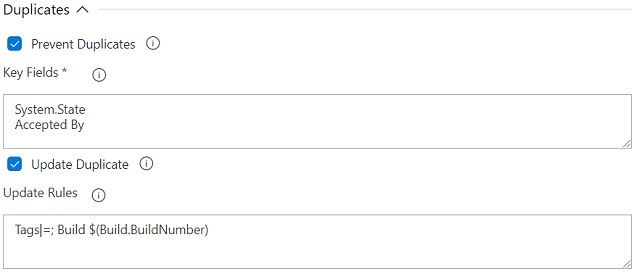 Duplicates
Prevent Duplicates
Key Fields *
System.State
Accepted By
Update Duplicate
Update Rules
Tags|=; Build $(Build.BuildNumber)